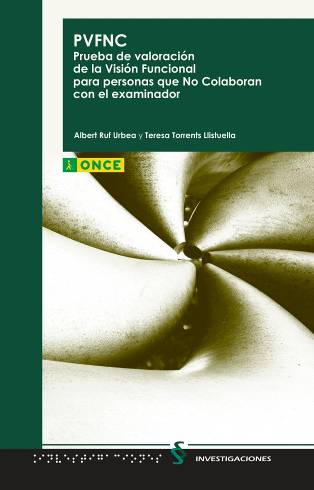 PVFNC
Prueba de valoración
de la Visión Funcional
para personas que No Colaboran
con el examinador
Albert Ruf Urbea y Teresa Torrents Llistuella
ONCE
INVESTIGACIONES